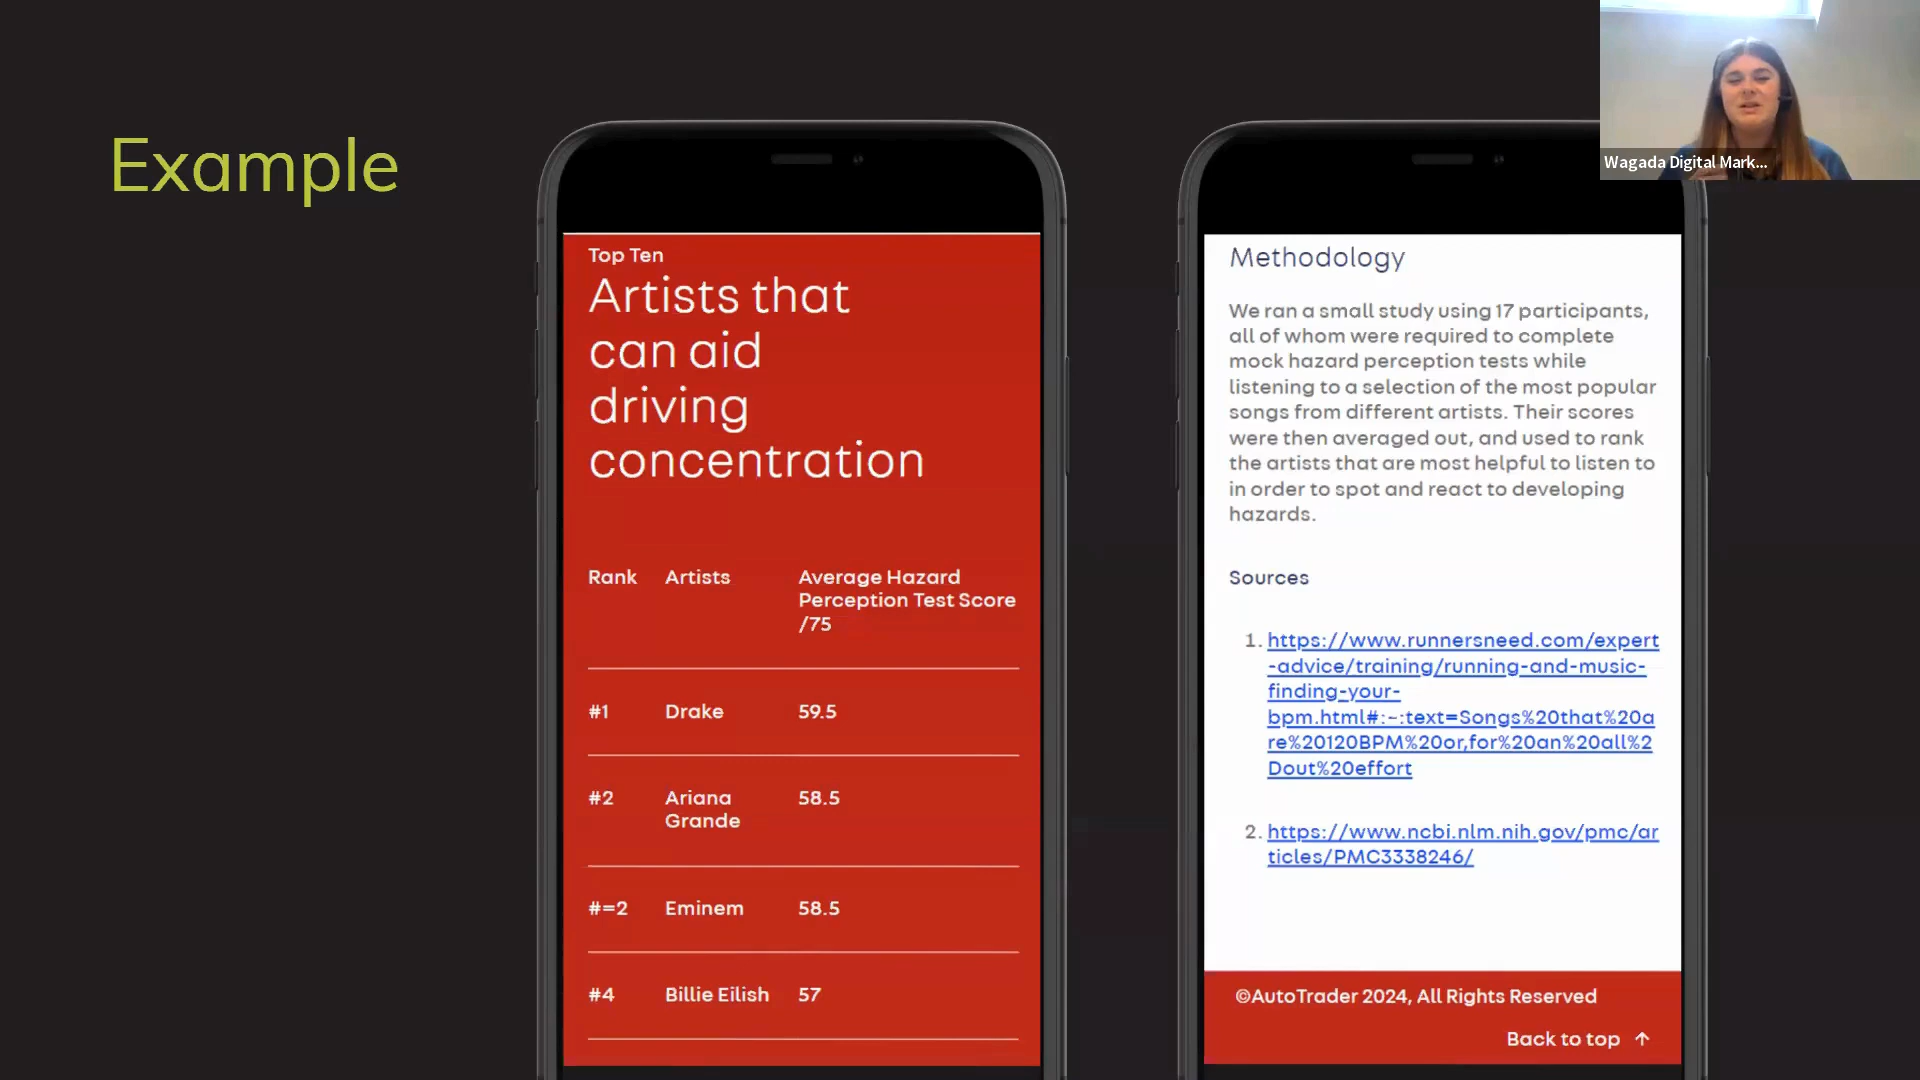 Example
Top Ten
Artists that
can aid
driving
concentration
Rank Artists Average Hazard
Perception Test Score
/75
#1 Drake 59.5
#2 Ariana 58.5
Grande
#=2 Eminem 58.5
#4 Billie Eilish 57
Methodology
We ran a small study using 17 participants,
all of whom were required to complete
mock hazard perception tests while
listening to a selection of the most popular
songs from different artists. Their scores
were then averaged out, and used to rank
the artists that are most helpful to listen to
in order to spot and react to developing
hazards.
Sources
1. https://www.runnersneed.com/expert
-advice/training/running-and-music-
finding-your-
bpm.html#:~:text=Songs%20that%20a
re%20120BPM%20or,for%20an%20all%2
Dout%20effort
2. https://www.ncbi.nlm.nih.gov/pmc/ar
ticles/PMC3338246/
©AutoTrader 2024, All Rights Reserved
Back to top ↑
Wagada Digital Mark...